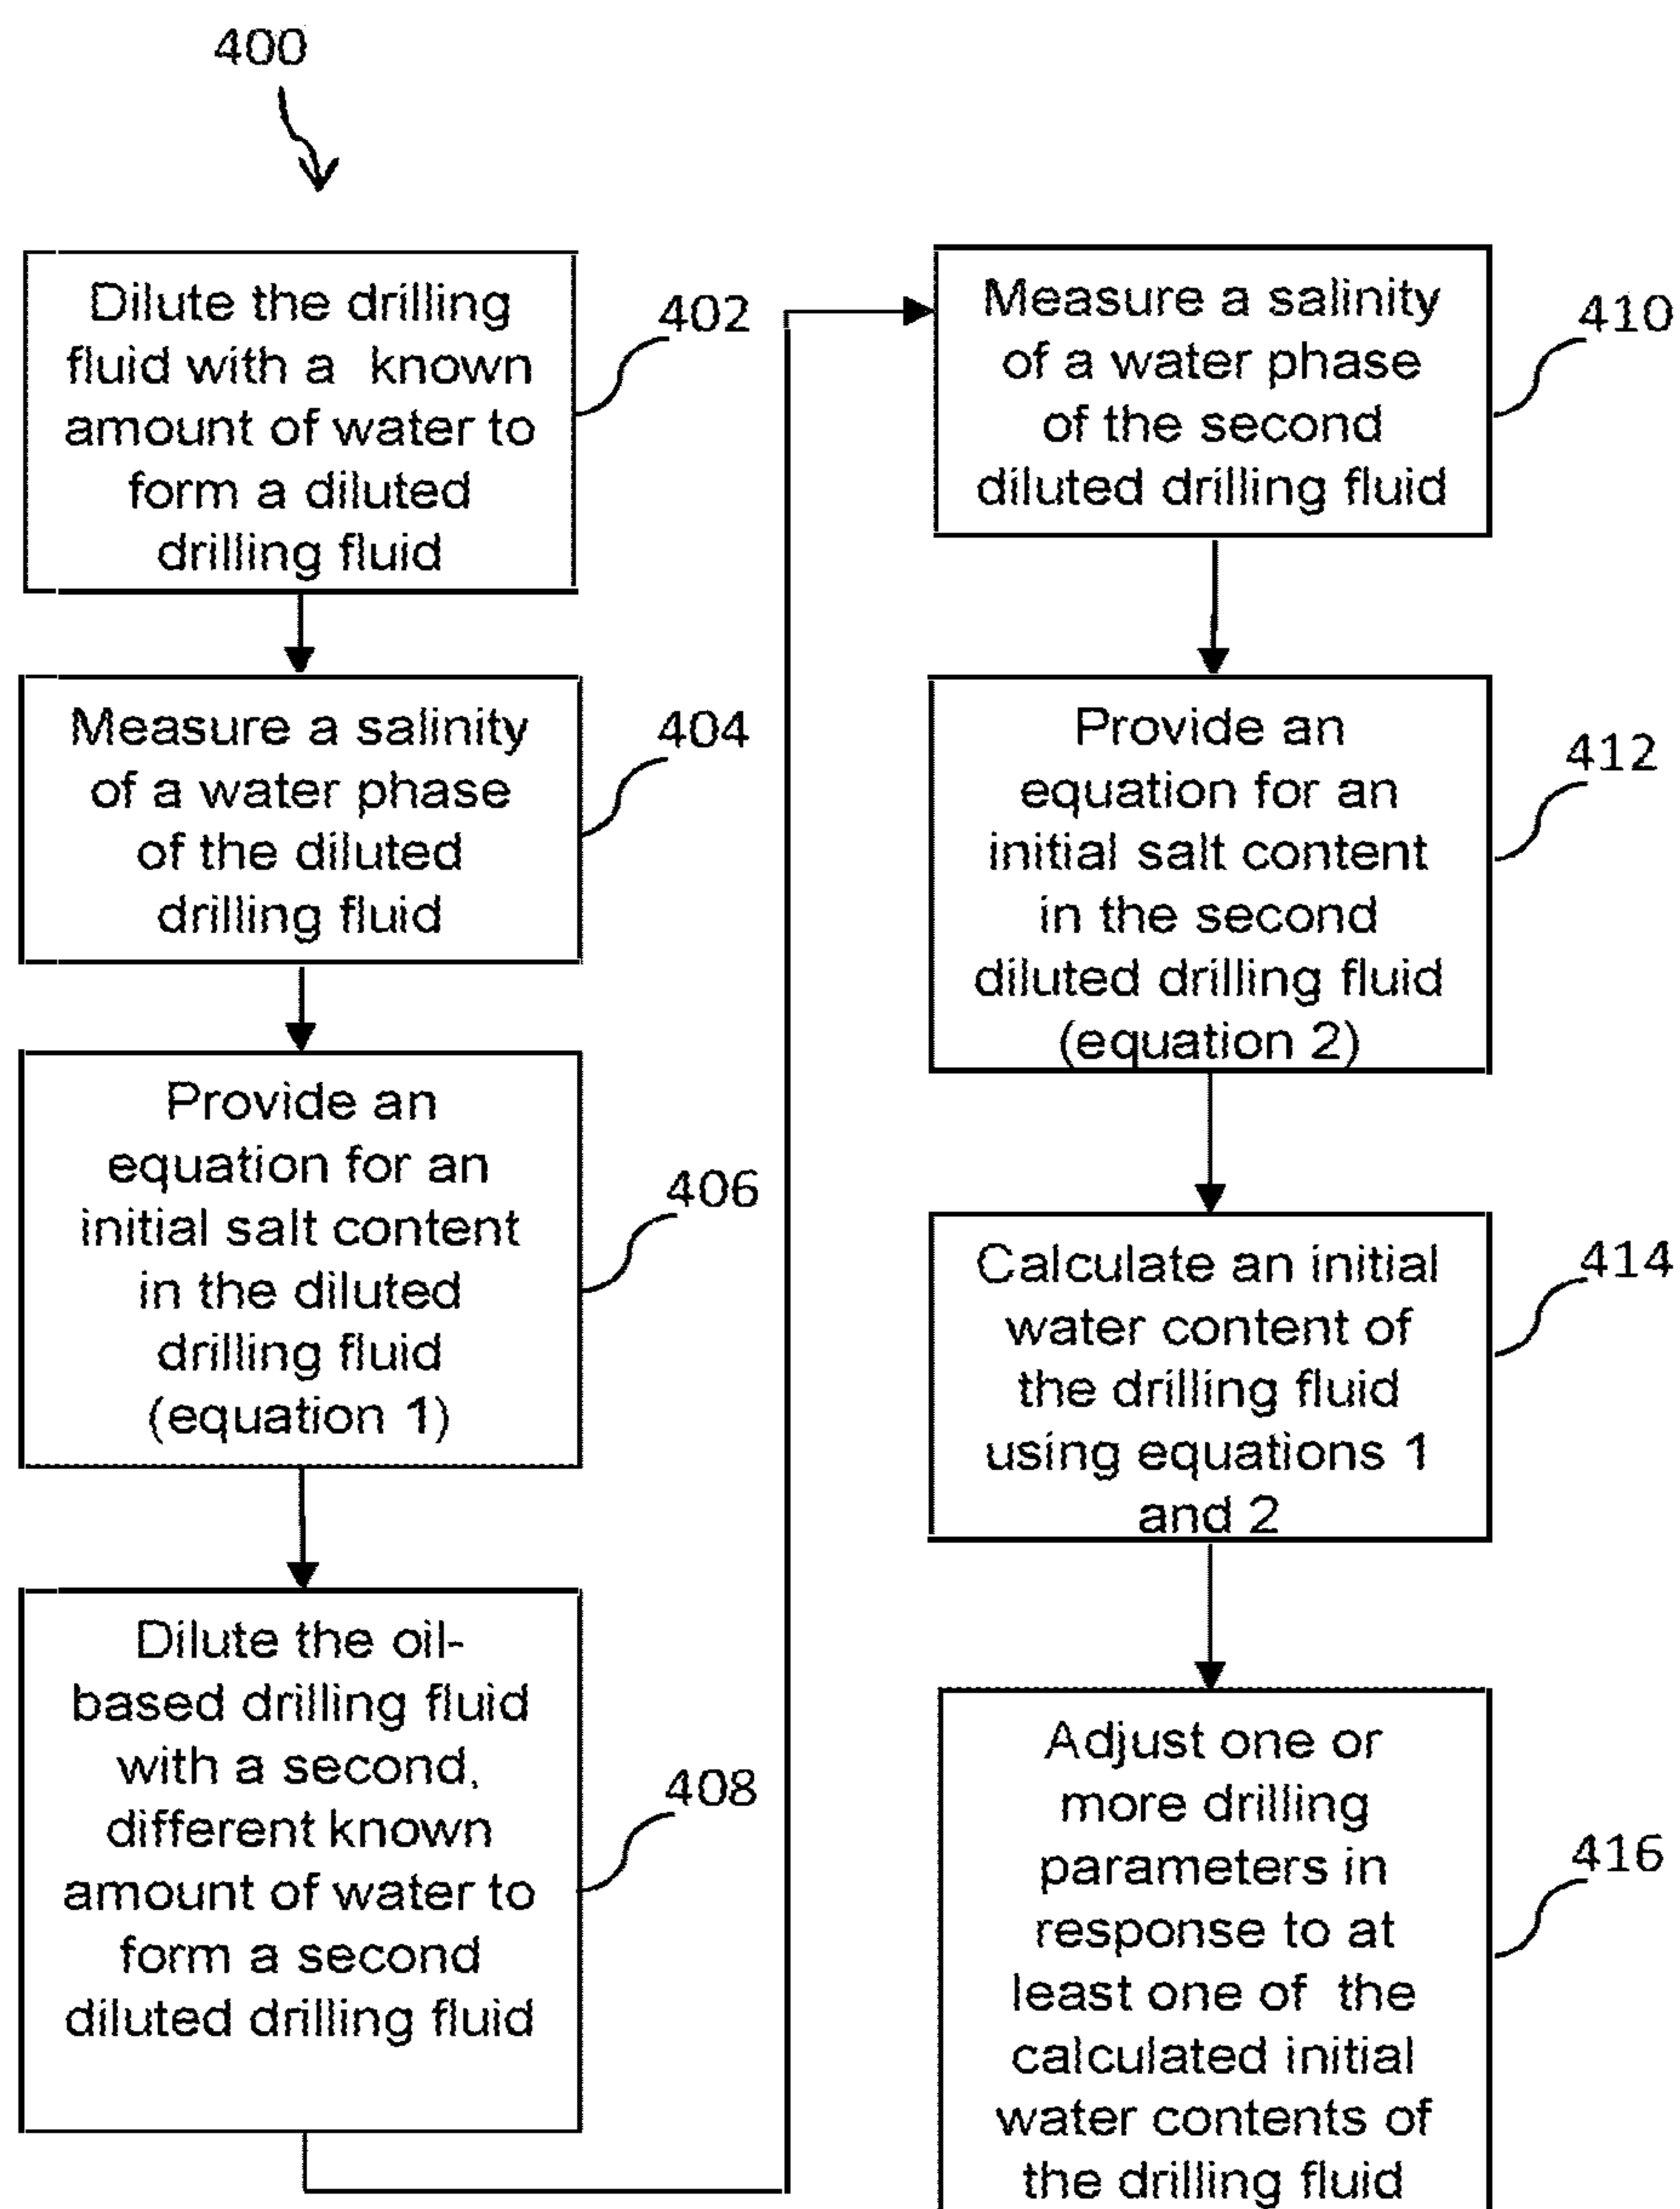 400
Dilute the drilling
fluid with a known
amount of water to
form a diluted
drilling fluid
402
Measure a salinity
of a water phase
of the diluted
drilling fluid
404
Provide an
equation for an
initial salt content
in the diluted
drilling fluid
(equation 1)
406
Dilute the oil-
based drilling fluid
with a second,
different known
amount of water to
form a second
diluted drilling fluid
408
Measure a salinity
of a water phase
of the second
diluted drilling fluid
410
Provide an
equation for an
initial salt content
in the second
diluted drilling fluid
(equation 2)
412
Calculate an initial
water content of
the drilling fluid
using equations 1
and 2
414
Adjust one or
more drilling
parameters in
response to at
least one of the
calculated initial
water contents of
the drilling fluid
416